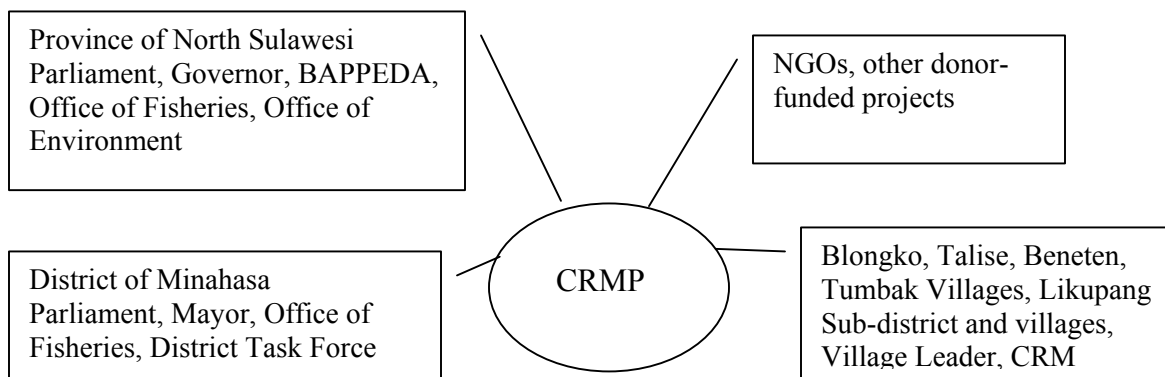 Province of North Sulawesi
Parliament, Governor, BAPPEDA,
Office of Fisheries, Office of
Environment
NGOs, other donor-
funded projects
District of Minahasa
Parliament, Mayor, Office of
Fisheries, District Task Force
CRMP
Blongko, Talise, Beneten,
Tumbak Villages, Likupang
Sub-district and villages,
Village Leader, CRM